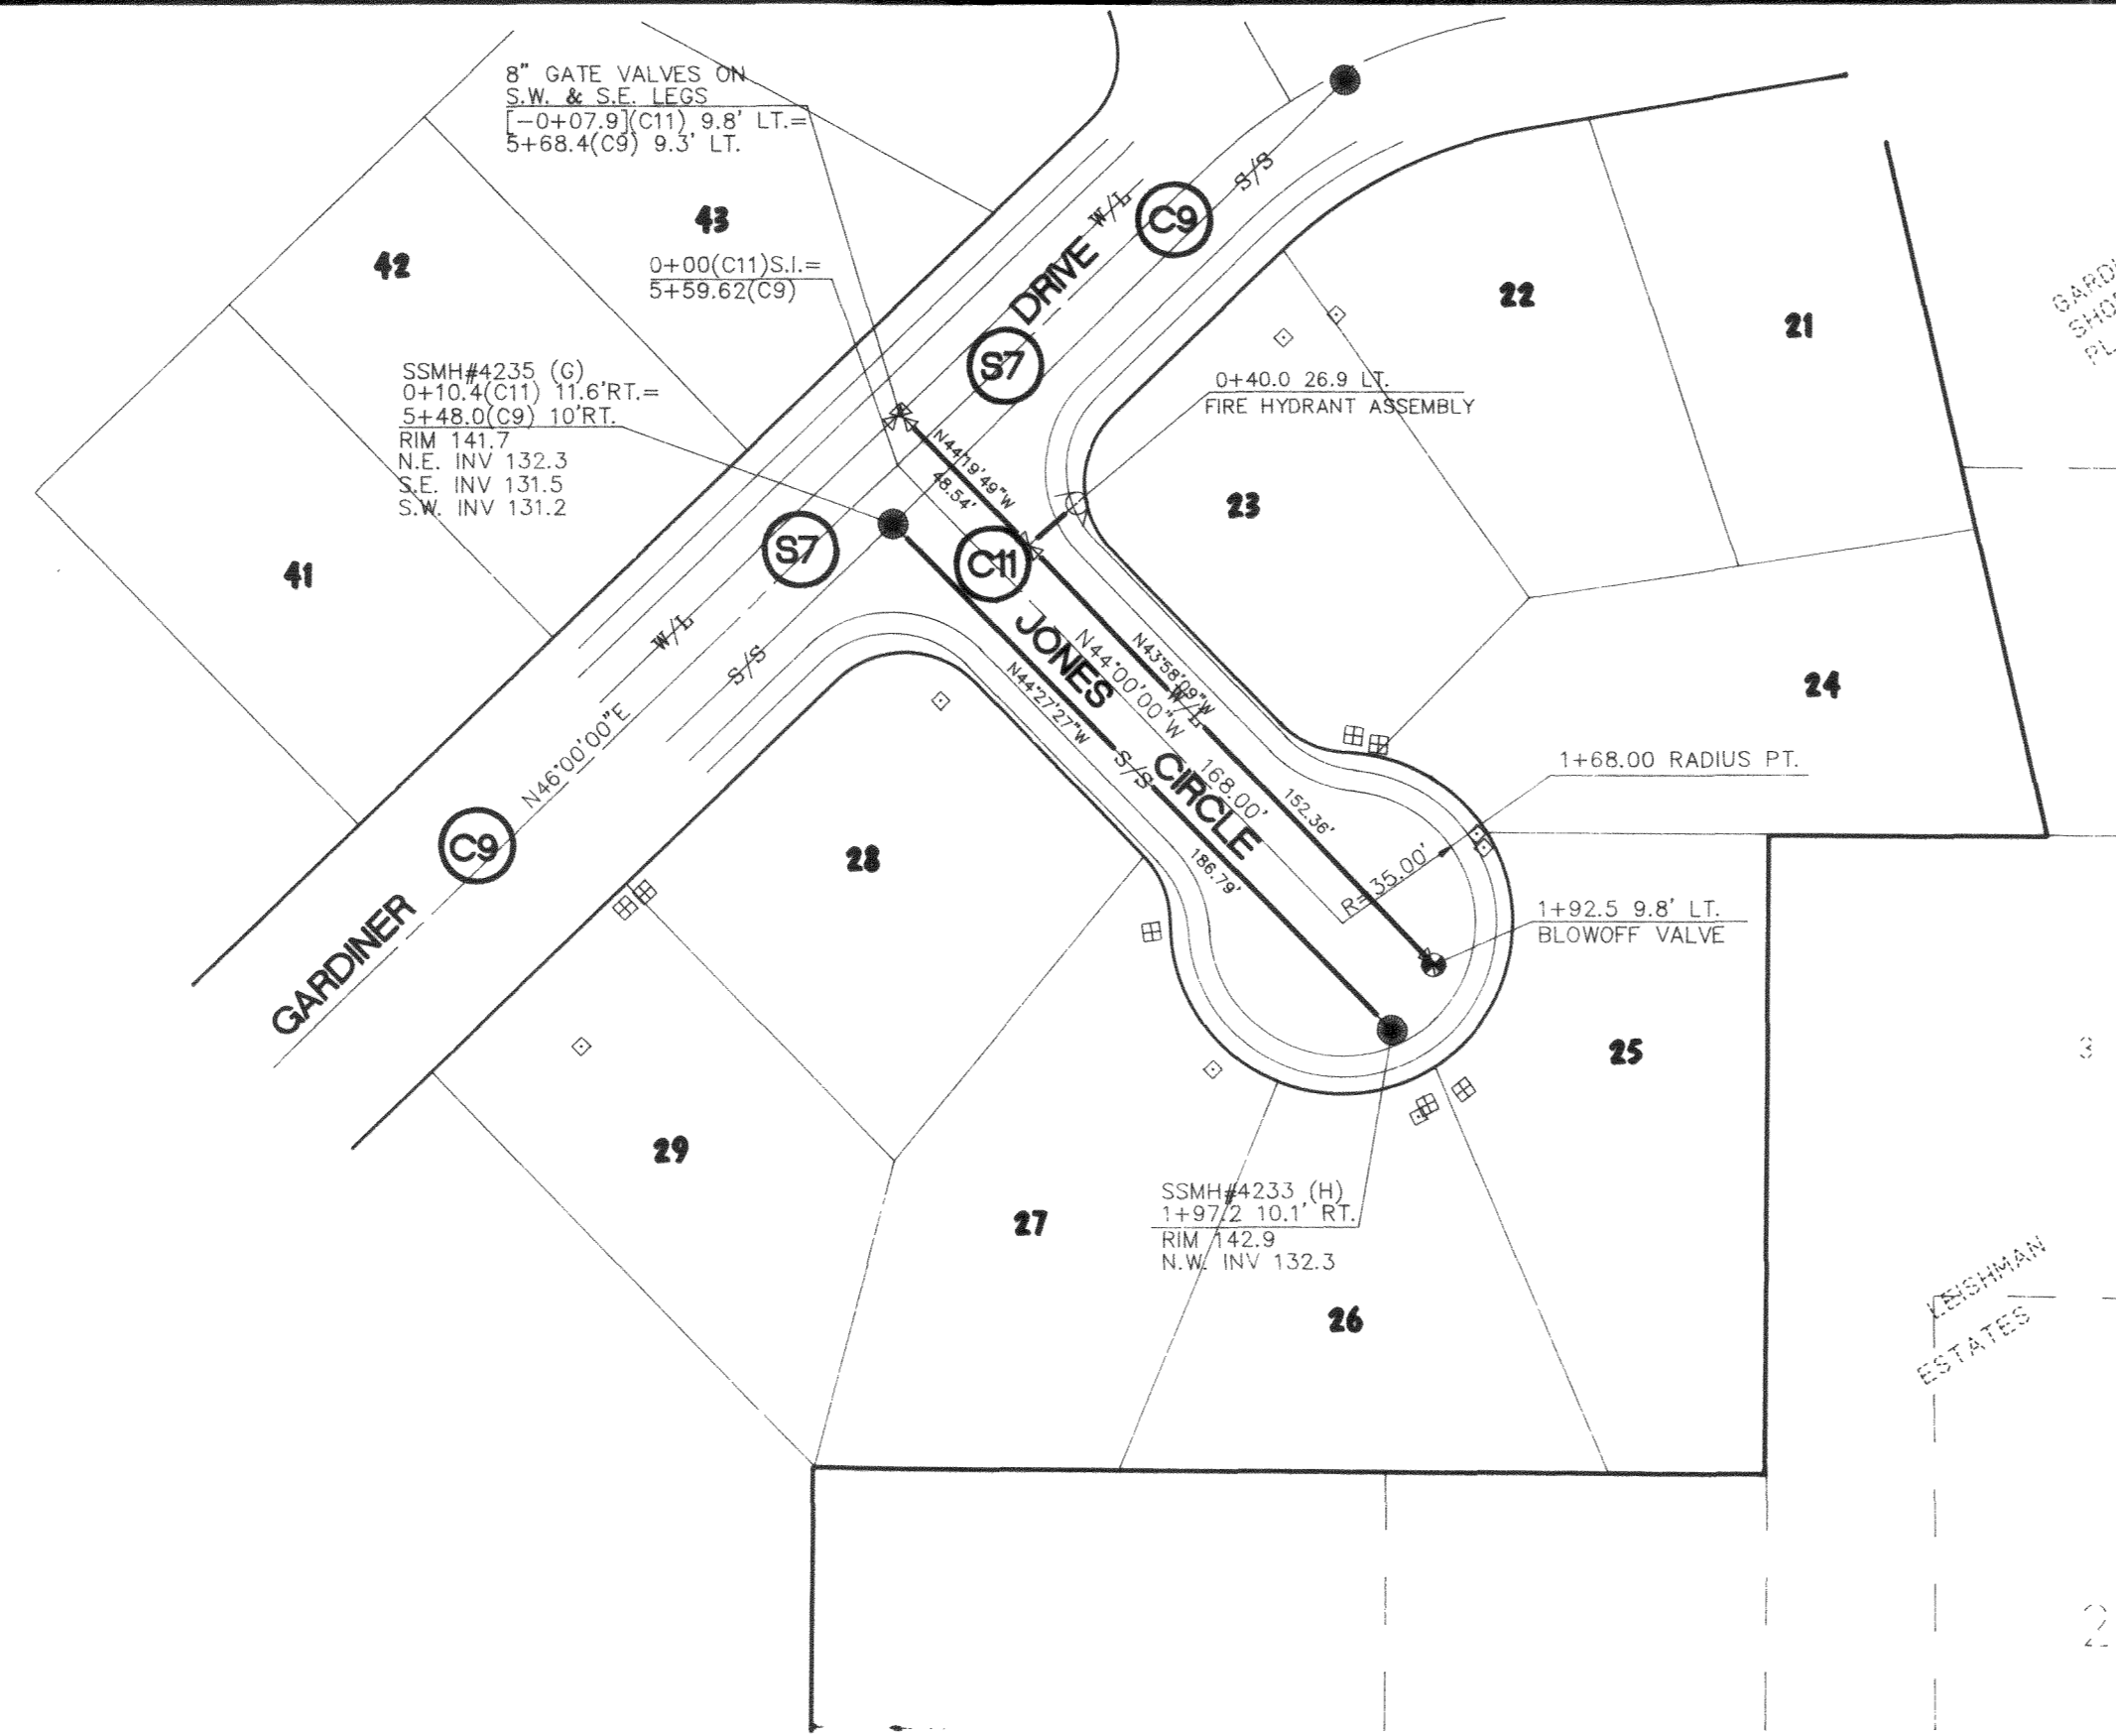 8" GATE VALVES ON
S.W. & S.E. LEGS
[-0+07.9](C11) 9.8' LT.=
5+68.4(C9) 9.3' LT.
43
42
41
0+00(C11)S.I.=
5+59.62(C9)
SSMH#4235 (G)
0+10.4(C11) 11.6'RT.=
5+48.0(C9) 10'RT.
RIM 141.7
N.E. INV 132.3
S.E. INV 131.5
S.W. INV 131.2
S/S
C9
W/L
DRIVE
S7
22
21
0+40.0 26.9 LT.
FIRE HYDRANT ASSEMBLY
23
24
N44°19'49"W
48.54'
S7
C11
W/L
S/S
N46°00'00"E
C9
GARDINER
JONES
CIRCLE
N44°00'00"W
168.00'
N43°58'09"W
W/L
152.36'
N44°27'27"W
S/S
186.79'
1+68.00 RADIUS PT.
R=35.00'
1+92.5 9.8' LT.
BLOWOFF VALVE
28
29
27
26
25
SSMH#4233 (H)
1+97.2 10.1' RT.
RIM 142.9
N.W. INV 132.3
3
LEISHMAN
ESTATES
2